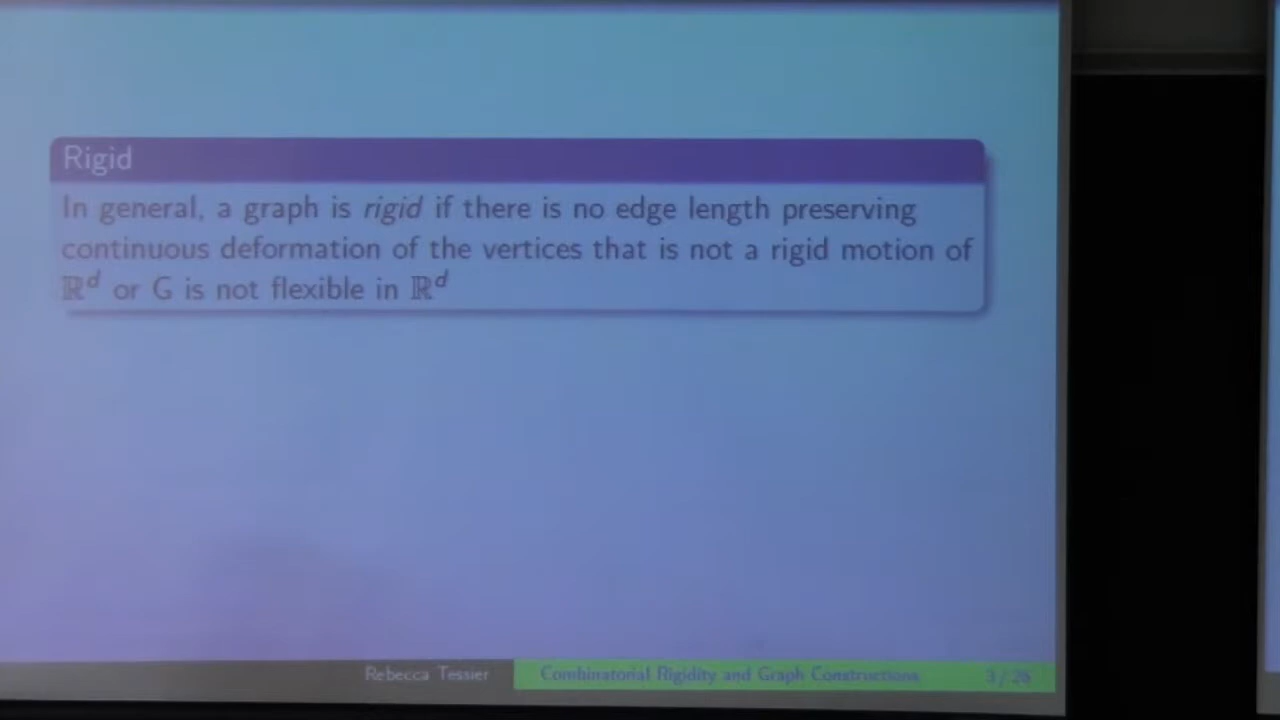 Rigid
In general, a graph is rigid if there is no edge length preserving
continuous deformation of the vertices that is not a rigid motion of
ℝᵈ or G is not flexible in ℝᵈ
Rebecca Tessier Combinatorial Rigidity and Graph Constructions 3 / 26